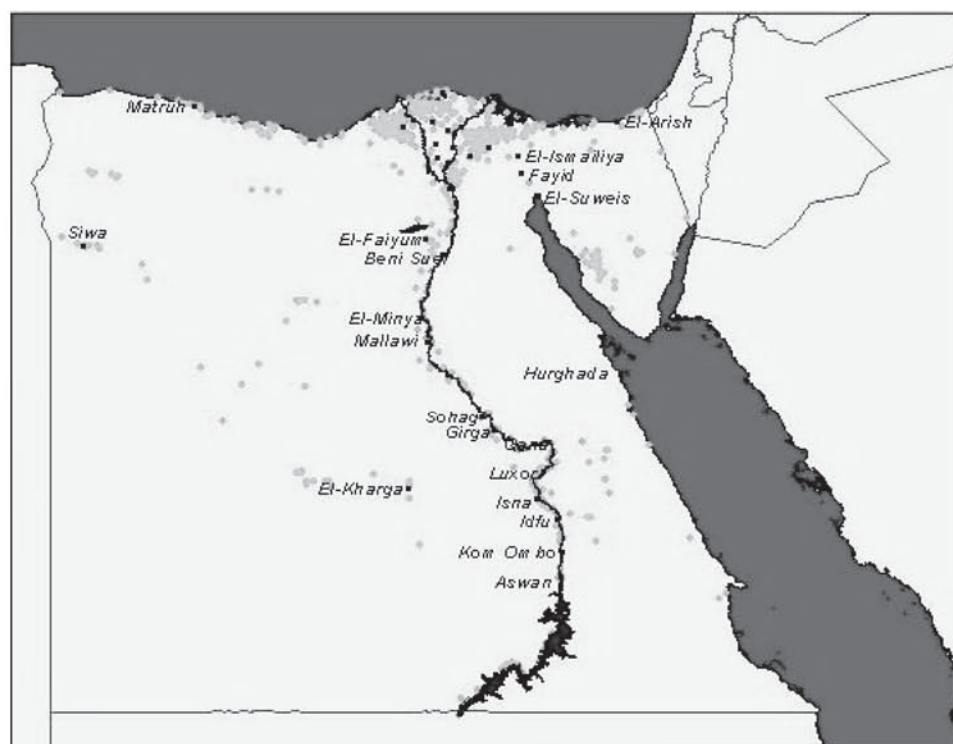 Matruh
El-Arish
El-Ismailiya
Fayid
El-Suweis
Siwa
El-Faiyum
Beni Suef
El-Minya
Mallawi
Hurghada
Sohag
Girga
Qena
Luxor
El-Kharga
Isna
Idfu
Kom Ombo
Aswan